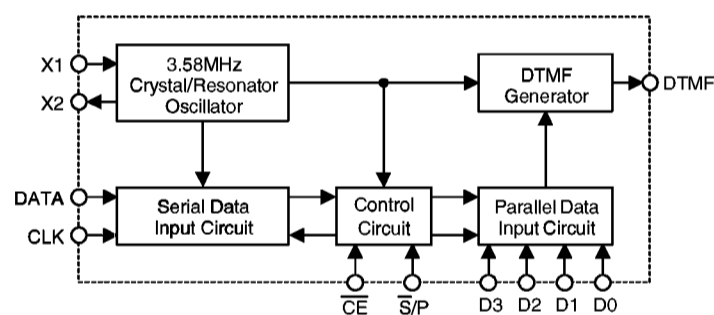 X1
X2
3.58MHz
Crystal/Resonator
Oscillator
DTMF
Generator
DTMF
DATA
CLK
Serial Data
Input Circuit
Control
Circuit
Parallel Data
Input Circuit
C̅E̅
S̅/P
D3
D2
D1
D0